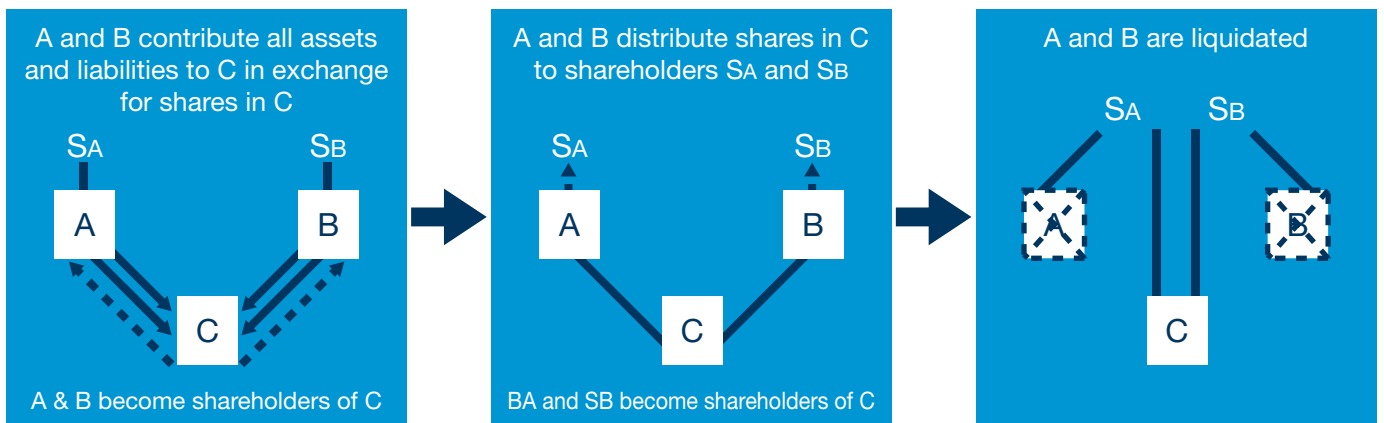 A and B contribute all assets
and liabilities to C in exchange
for shares in C
SA
SB
A
B
C
A & B become shareholders of C
A and B distribute shares in C
to shareholders SA and SB
SA
SB
A
B
C
BA and SB become shareholders of C
A and B are liquidated
SA
SB
A
B
C